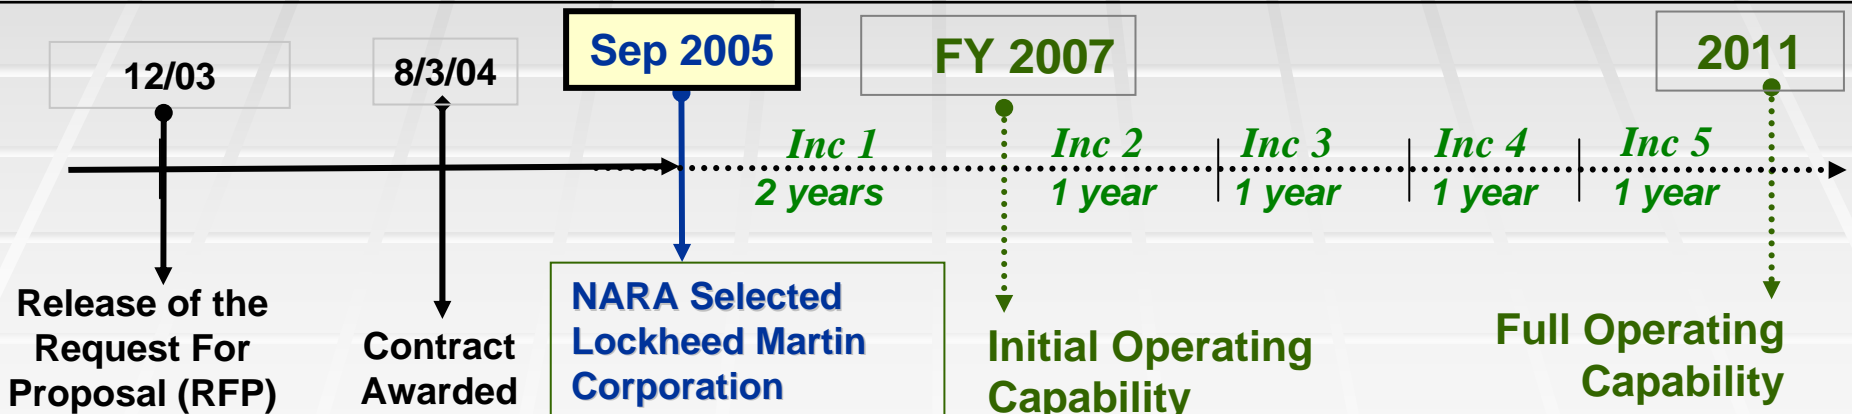 12/03
8/3/04
Sep 2005
FY 2007
2011
Inc 1
Inc 2
Inc 3
Inc 4
Inc 5
2 years
1 year
1 year
1 year
1 year
Release of the
Request For
Proposal (RFP)
Contract
Awarded
NARA Selected
Lockheed Martin
Corporation
Initial Operating
Capability
Full Operating
Capability